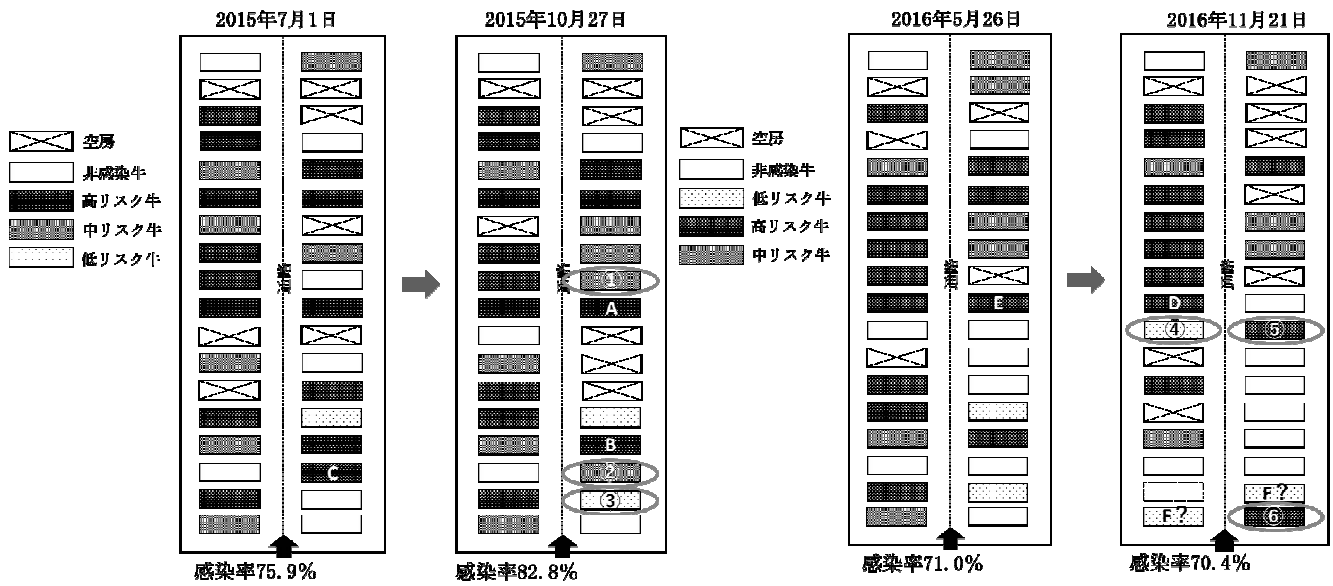 2015年7月1日
2015年10月27日
2016年5月26日
2016年11月21日
空房
非感染牛
高リスク牛
中リスク牛
低リスク牛
空房
非感染牛
低リスク牛
高リスク牛
中リスク牛
通路
C
感染率75.9%
通路
①
A
B
②
③
感染率82.8%
通路
E
感染率71.0%
通路
D
④
⑤
F?
F?
⑥
感染率70.4%